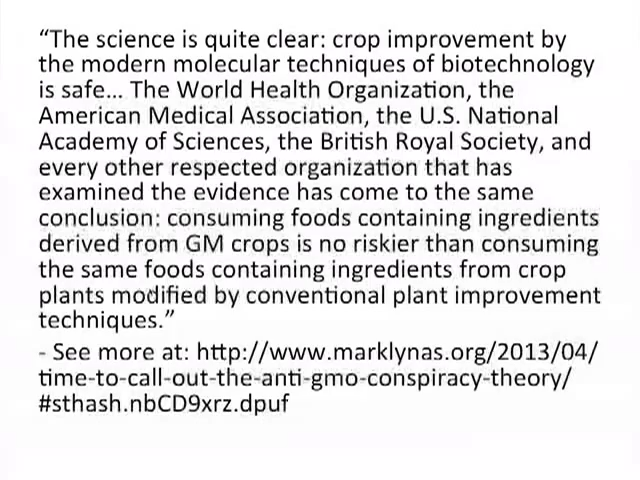 “The science is quite clear: crop improvement by
the modern molecular techniques of biotechnology
is safe... The World Health Organization, the
American Medical Association, the U.S. National
Academy of Sciences, the British Royal Society, and
every other respected organization that has
examined the evidence has come to the same
conclusion: consuming foods containing ingredients
derived from GM crops is no riskier than consuming
the same foods containing ingredients from crop
plants modified by conventional plant improvement
techniques.”
- See more at: http://www.marklynas.org/2013/04/
time-to-call-out-the-anti-gmo-conspiracy-theory/
#sthash.nbCD9xrz.dpuf